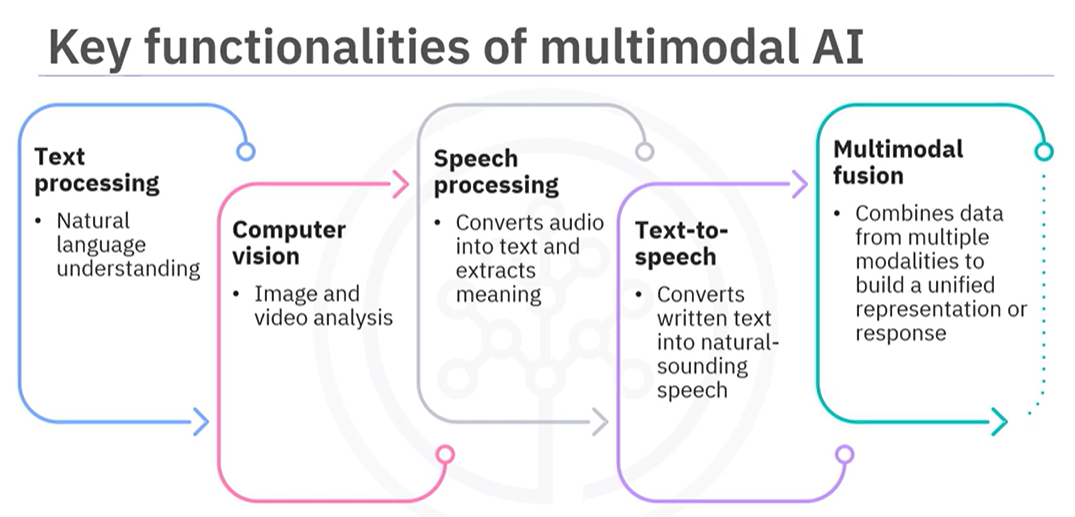 Key functionalities of multimodal AI
Text
processing
• Natural
language
understanding
Computer
vision
• Image and
video analysis
Speech
processing
• Converts audio
into text and
extracts
meaning
Text-to-
speech
• Converts
written text
into natural-
sounding
speech
Multimodal
fusion
• Combines data
from multiple
modalities to
build a unified
representation or
response